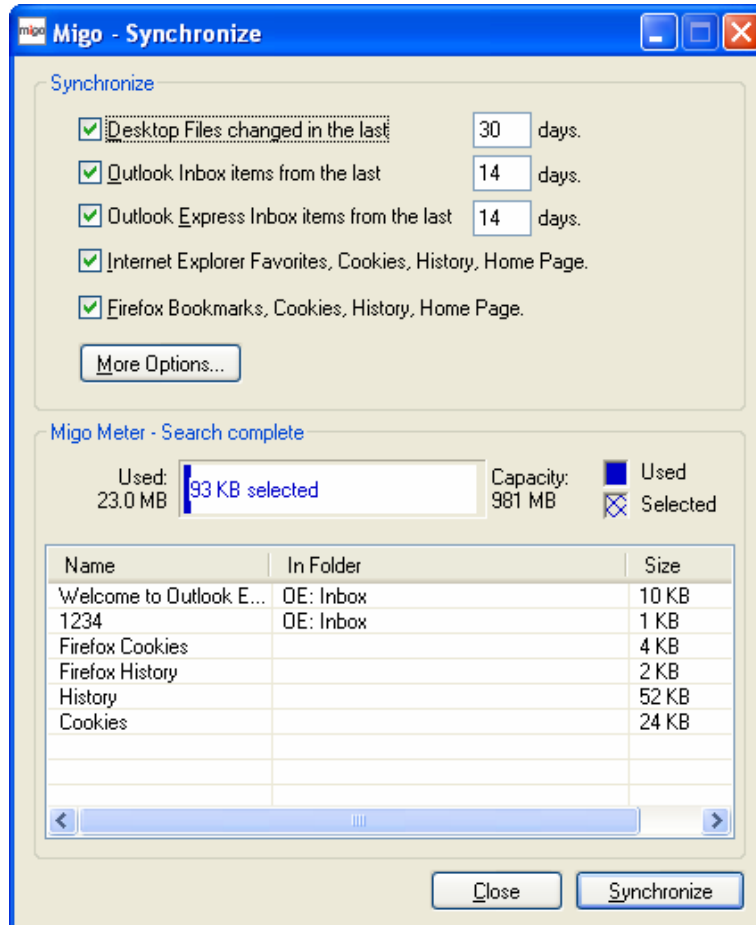 migo Migo - Synchronize
Synchronize
Desktop Files changed in the last 30 days.
Outlook Inbox items from the last 14 days.
Outlook Express Inbox items from the last 14 days.
Internet Explorer Favorites, Cookies, History, Home Page.
Firefox Bookmarks, Cookies, History, Home Page.
More Options...
Migo Meter - Search complete
Used: 23.0 MB
93 KB selected
Capacity: 981 MB
Used
Selected
Name In Folder Size
Welcome to Outlook E... OE: Inbox 10 KB
1234 OE: Inbox 1 KB
Firefox Cookies 4 KB
Firefox History 2 KB
History 52 KB
Cookies 24 KB
Close Synchronize